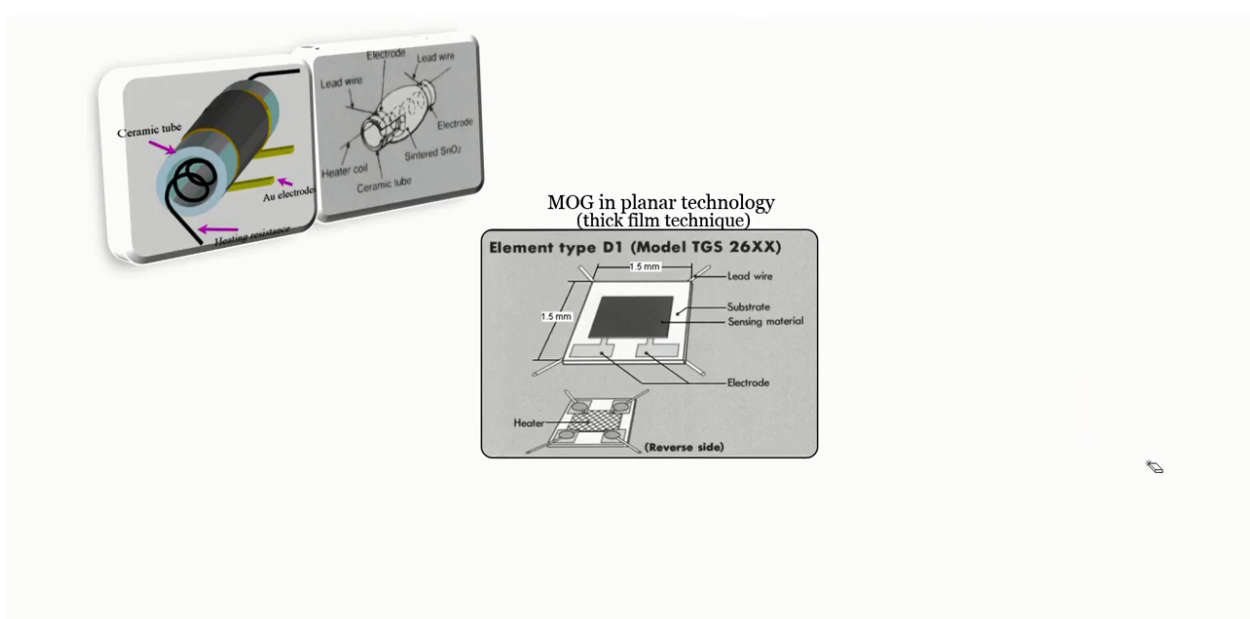 Ceramic tube
Au electrodes
Heating resistance
Electrode
Lead wire
Lead wire
Electrode
Sintered SnO₂
Heater coil
Ceramic tube
MOG in planar technology
(thick film technique)
Element type D1 (Model TGS 26XX)
1.5 mm
Lead wire
1.5 mm
Substrate
Sensing material
Electrode
Heater
(Reverse side)